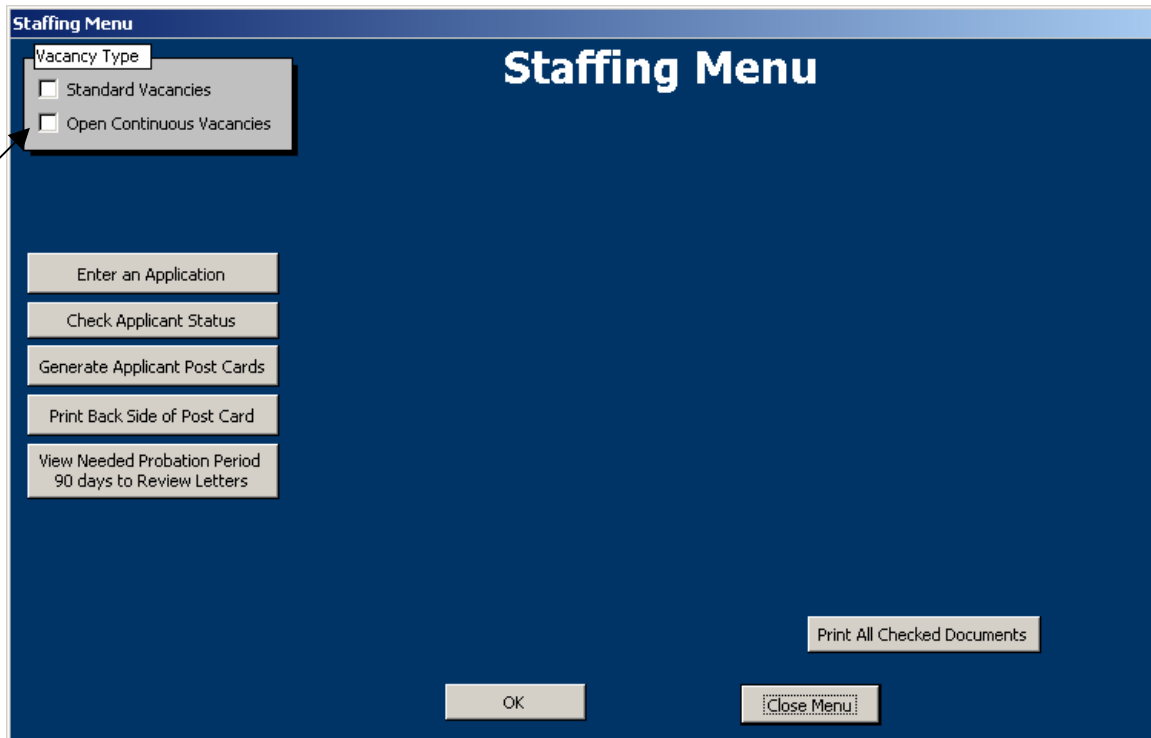 Staffing Menu
Vacancy Type
Staffing Menu
Standard Vacancies
Open Continuous Vacancies
Enter an Application
Check Applicant Status
Generate Applicant Post Cards
Print Back Side of Post Card
View Needed Probation Period
90 days to Review Letters
Print All Checked Documents
OK
Close Menu